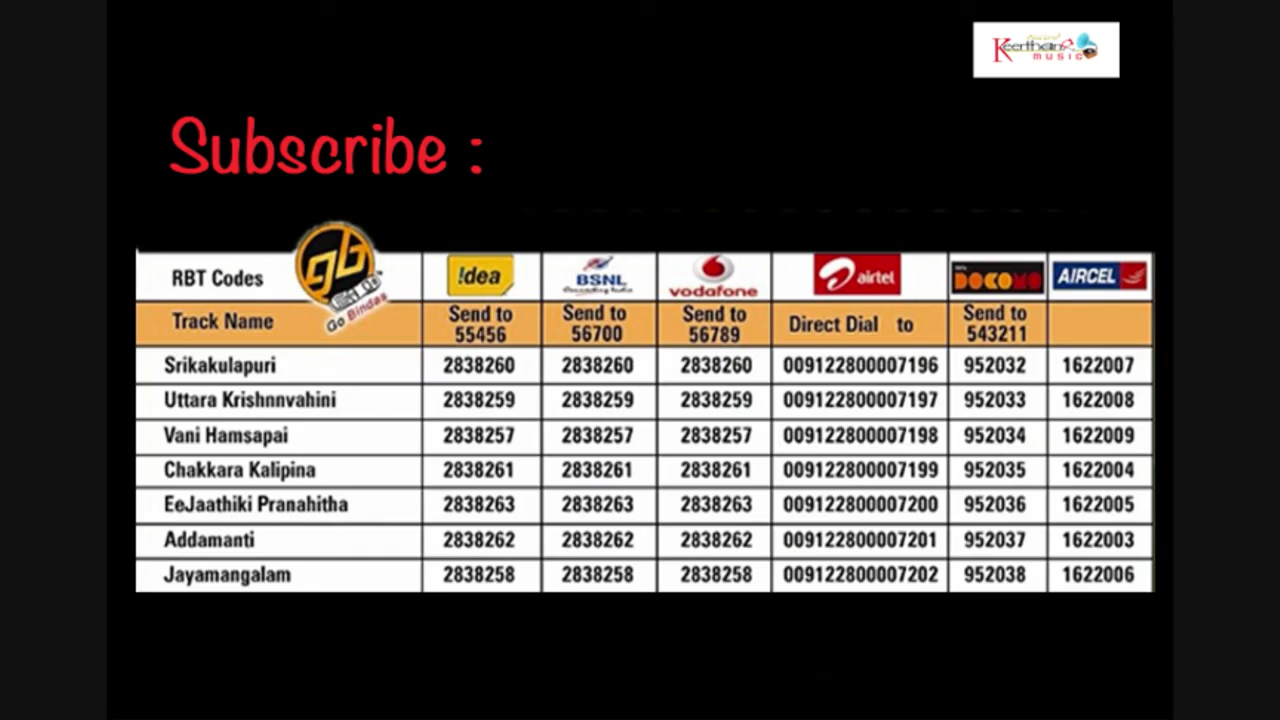 Keerthana
MUSIC
Subscribe :
RBT Codes gb Go Bindas !dea BSNL Connecting India vodafone airtel TATA DOCOMO AIRCEL
Track Name Send to 55456 Send to 56700 Send to 56789 Direct Dial to Send to 543211
Srikakulapuri 2838260 2838260 2838260 009122800007196 952032 1622007
Uttara Krishnnvahini 2838259 2838259 2838259 009122800007197 952033 1622008
Vani Hamsapai 2838257 2838257 2838257 009122800007198 952034 1622009
Chakkara Kalipina 2838261 2838261 2838261 009122800007199 952035 1622004
EeJaathiki Pranahitha 2838263 2838263 2838263 009122800007200 952036 1622005
Addamanti 2838262 2838262 2838262 009122800007201 952037 1622003
Jayamangalam 2838258 2838258 2838258 009122800007202 952038 1622006